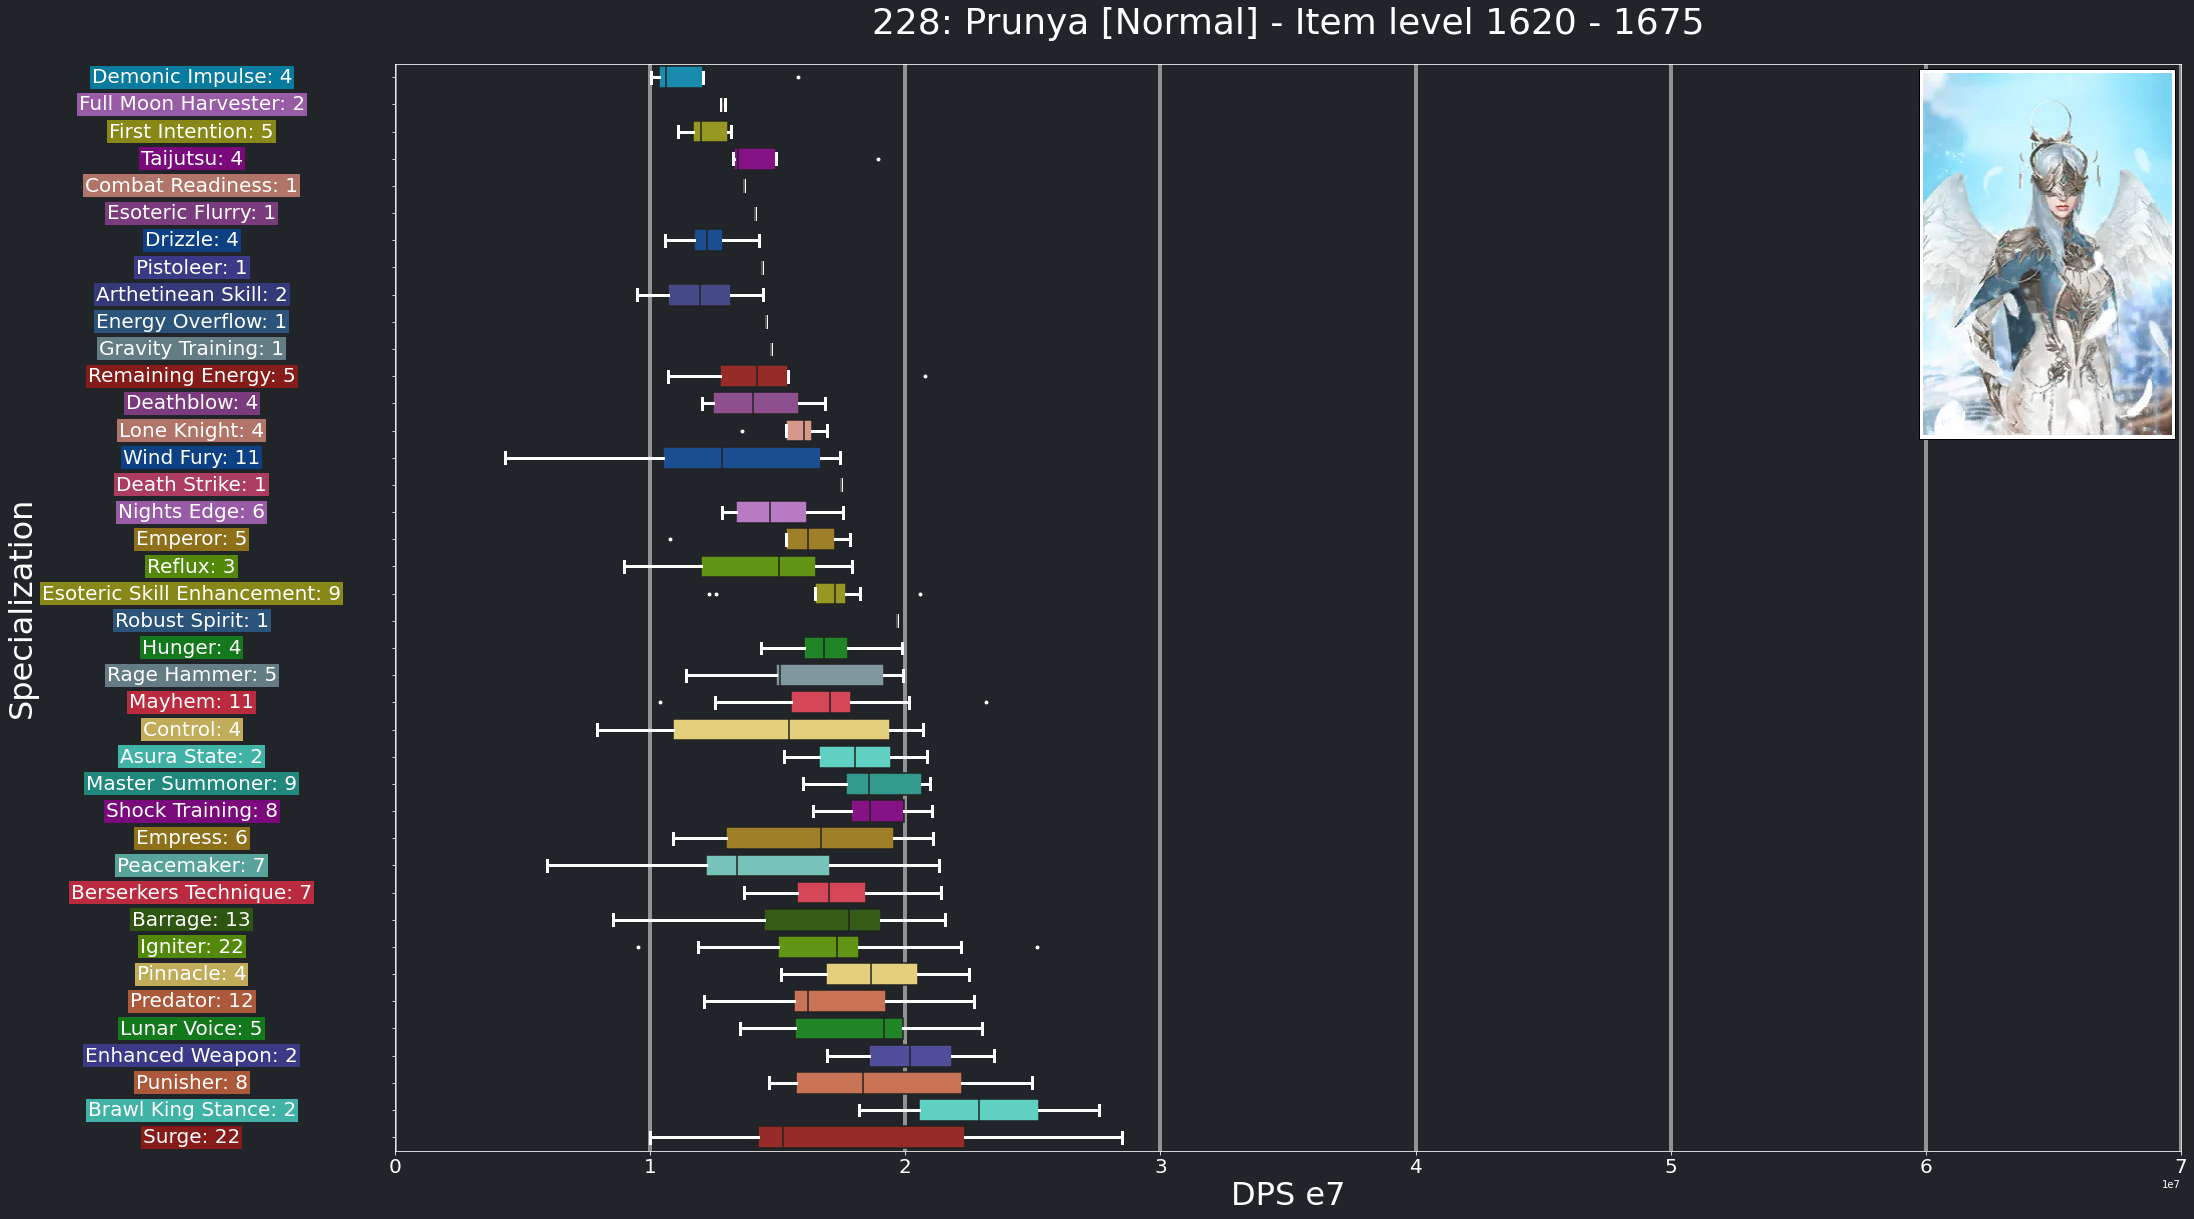 228: Prunya [Normal] - Item level 1620 - 1675
Specialization
Demonic Impulse: 4
Full Moon Harvester: 2
First Intention: 5
Taijutsu: 4
Combat Readiness: 1
Esoteric Flurry: 1
Drizzle: 4
Pistoleer: 1
Arthetinean Skill: 2
Energy Overflow: 1
Gravity Training: 1
Remaining Energy: 5
Deathblow: 4
Lone Knight: 4
Wind Fury: 11
Death Strike: 1
Nights Edge: 6
Emperor: 5
Reflux: 3
Esoteric Skill Enhancement: 9
Robust Spirit: 1
Hunger: 4
Rage Hammer: 5
Mayhem: 11
Control: 4
Asura State: 2
Master Summoner: 9
Shock Training: 8
Empress: 6
Peacemaker: 7
Berserkers Technique: 7
Barrage: 13
Igniter: 22
Pinnacle: 4
Predator: 12
Lunar Voice: 5
Enhanced Weapon: 2
Punisher: 8
Brawl King Stance: 2
Surge: 22
0 1 2 3 4 5 6 7
1e7
DPS e7